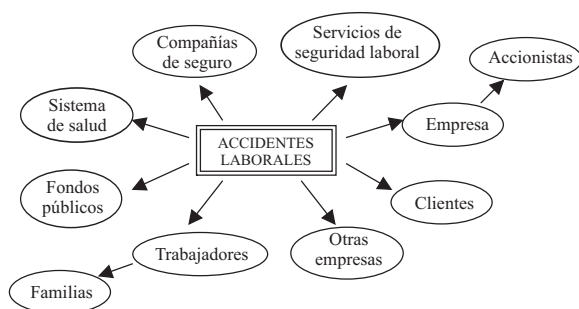 Compañías
de seguro
Servicios de
seguridad laboral
Accionistas
Sistema
de salud
ACCIDENTES
LABORALES
Empresa
Fondos
públicos
Clientes
Trabajadores
Otras
empresas
Familias